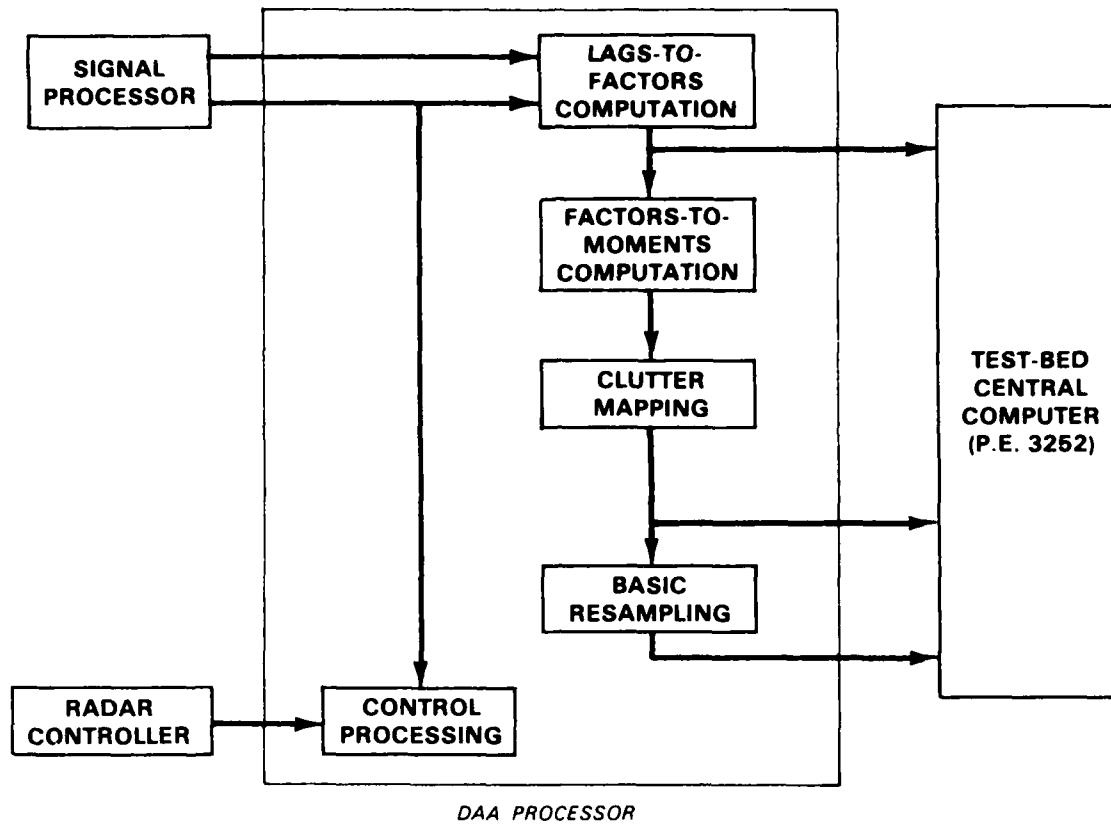 SIGNAL
PROCESSOR
LAGS-TO-
FACTORS
COMPUTATION
FACTORS-TO-
MOMENTS
COMPUTATION
CLUTTER
MAPPING
TEST-BED
CENTRAL
COMPUTER
(P.E. 3252)
BASIC
RESAMPLING
RADAR
CONTROLLER
CONTROL
PROCESSING
DAA PROCESSOR